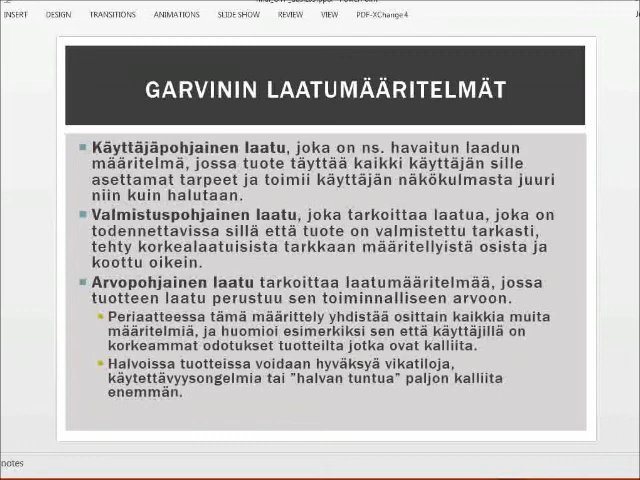 INSERT DESIGN TRANSITIONS ANIMATIONS SLIDE SHOW REVIEW VIEW PDF-XChange 4
GARVININ LAATUMÄÄRITELMÄT
Käyttäjäpohjainen laatu, joka on ns. havaitun laadun
määritelmä, jossa tuote täyttää kaikki käyttäjän sille
asettamat tarpeet ja toimii käyttäjän näkökulmasta juuri
niin kuin halutaan.
Valmistuspohjainen laatu, joka tarkoittaa laatua, joka on
todennettavissa sillä että tuote on valmistettu tarkasti,
tehty korkealaatuisista tarkkaan määritellyistä osista ja
koottu oikein.
Arvopohjainen laatu tarkoittaa laatumääritelmää, jossa
tuotteen laatu perustuu sen toiminnalliseen arvoon.
Periaatteessa tämä määrittely yhdistää osittain kaikkia muita
määritelmiä, ja huomioi esimerkiksi sen että käyttäjillä on
korkeammat odotukset tuotteilta jotka ovat kalliita.
Halvoissa tuotteissa voidaan hyväksyä vikatiloja,
käytettävyysongelmia tai "halvan tuntua" paljon kalliita
enemmän.
notes